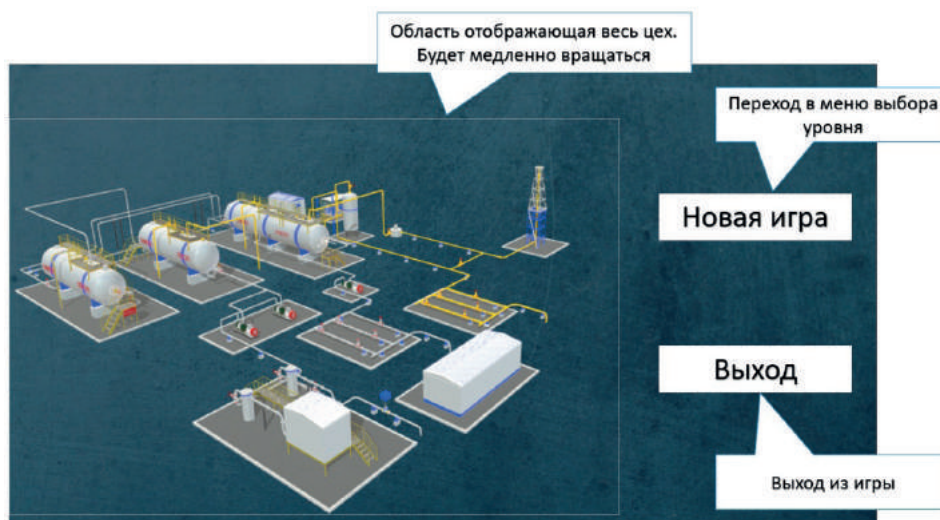 Область отображающая весь цех.
Будет медленно вращаться
Переход в меню выбора
уровня
Новая игра
Выход
Выход из игры